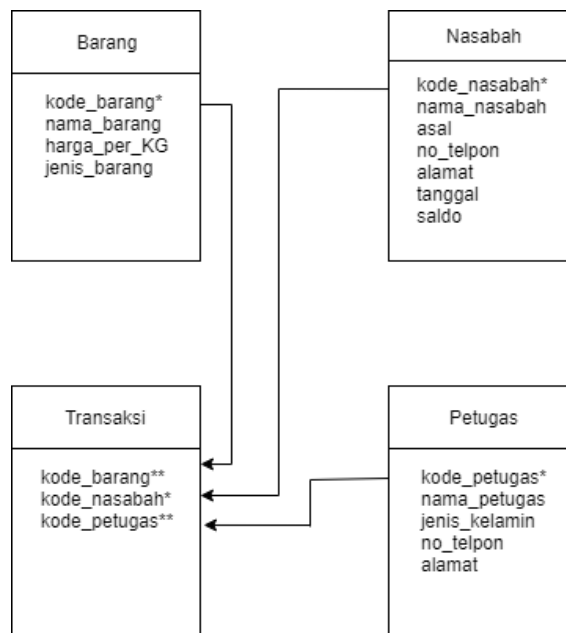 Barang
kode_barang*
nama_barang
harga_per_KG
jenis_barang
Nasabah
kode_nasabah*
nama_nasabah
asal
no_telpon
alamat
tanggal
saldo
Transaksi
kode_barang**
kode_nasabah*
kode_petugas**
Petugas
kode_petugas*
nama_petugas
jenis_kelamin
no_telpon
alamat